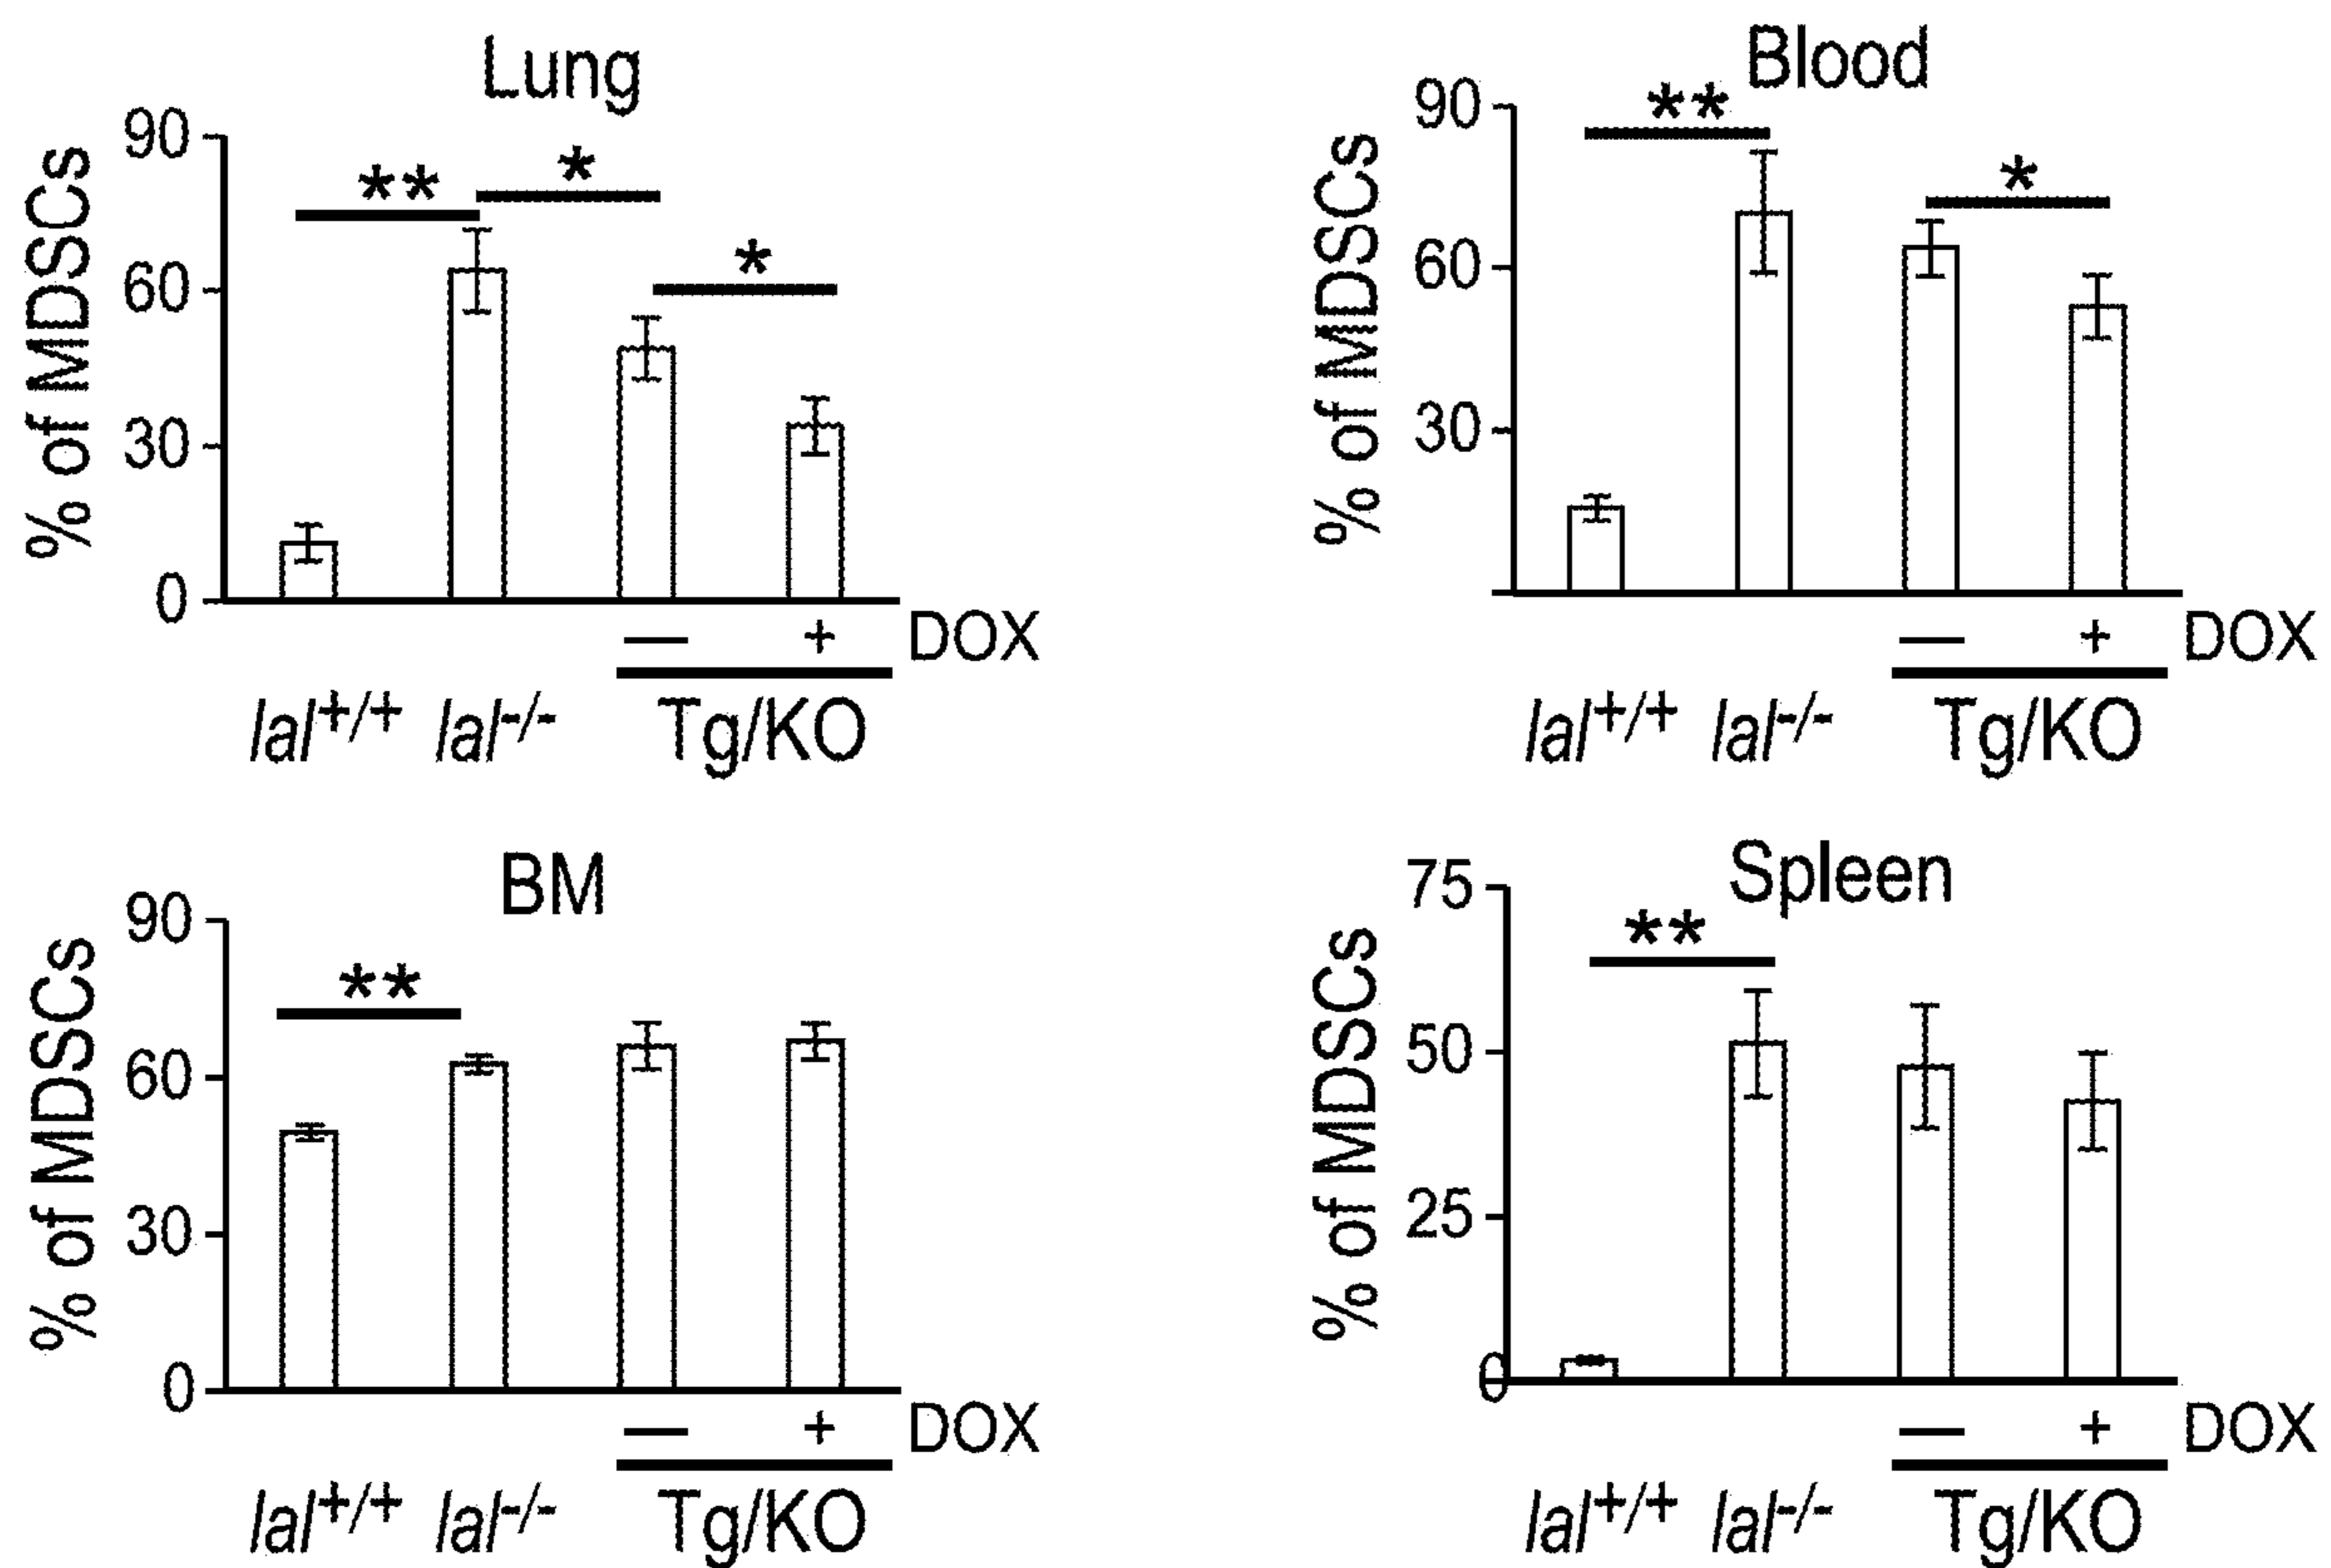 Lung
% of MDSCs
90
60
30
0
**
*
*
— + DOX
lal+/+ lal-/- Tg/KO
Blood
% of MDSCs
90
60
30
**
*
— + DOX
lal+/+ lal-/- Tg/KO
BM
% of MDSCs
90
60
30
0
**
— + DOX
lal+/+ lal-/- Tg/KO
Spleen
% of MDSCs
75
50
25
0
**
— + DOX
lal+/+ lal-/- Tg/KO